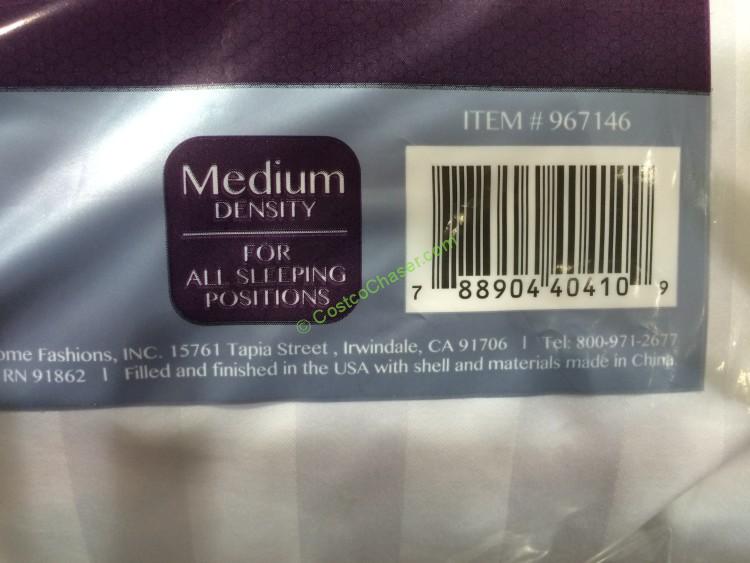 ITEM # 967146
Medium
DENSITY
FOR
ALL SLEEPING
POSITIONS
7 88904 40410 9
© CostcoChaser.com
ome Fashions, INC. 15761 Tapia Street , Irwindale, CA 91706 | Tel: 800-971-2677
RN 91862 | Filled and finished in the USA with shell and materials made in China.